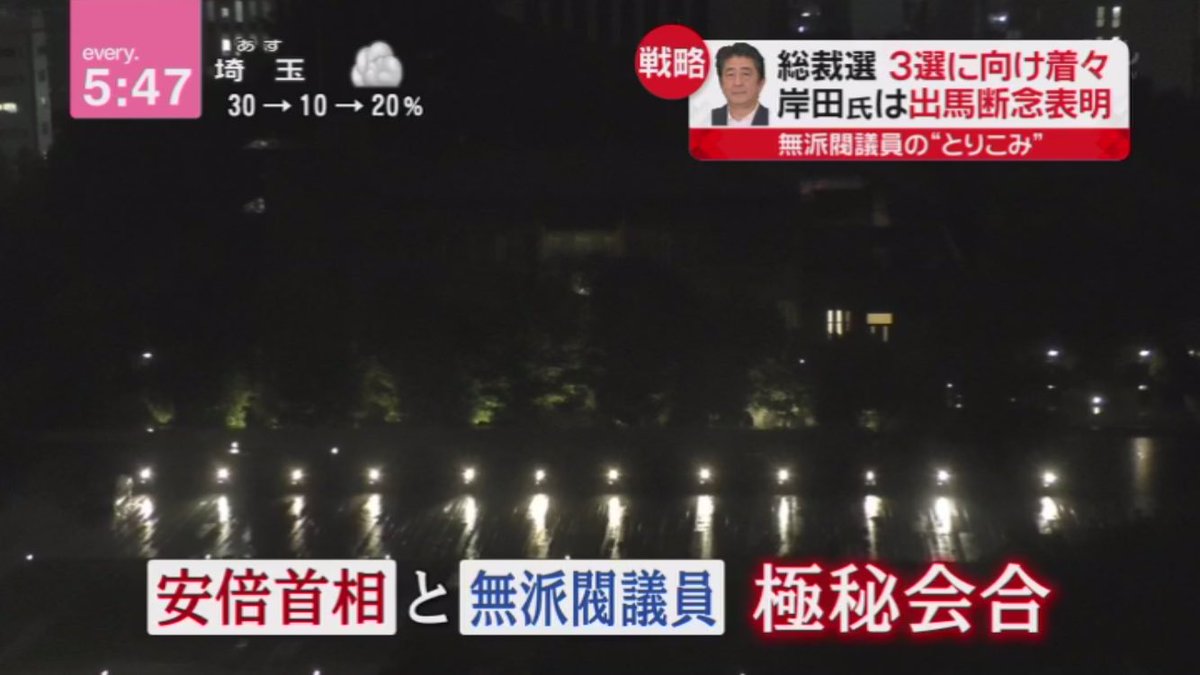 every.
5:47
あす
埼玉
30→10→20%
戦略
総裁選 3選に向け着々
岸田氏は出馬断念表明
無派閥議員の“とりこみ”
安倍首相と無派閥議員 極秘会合